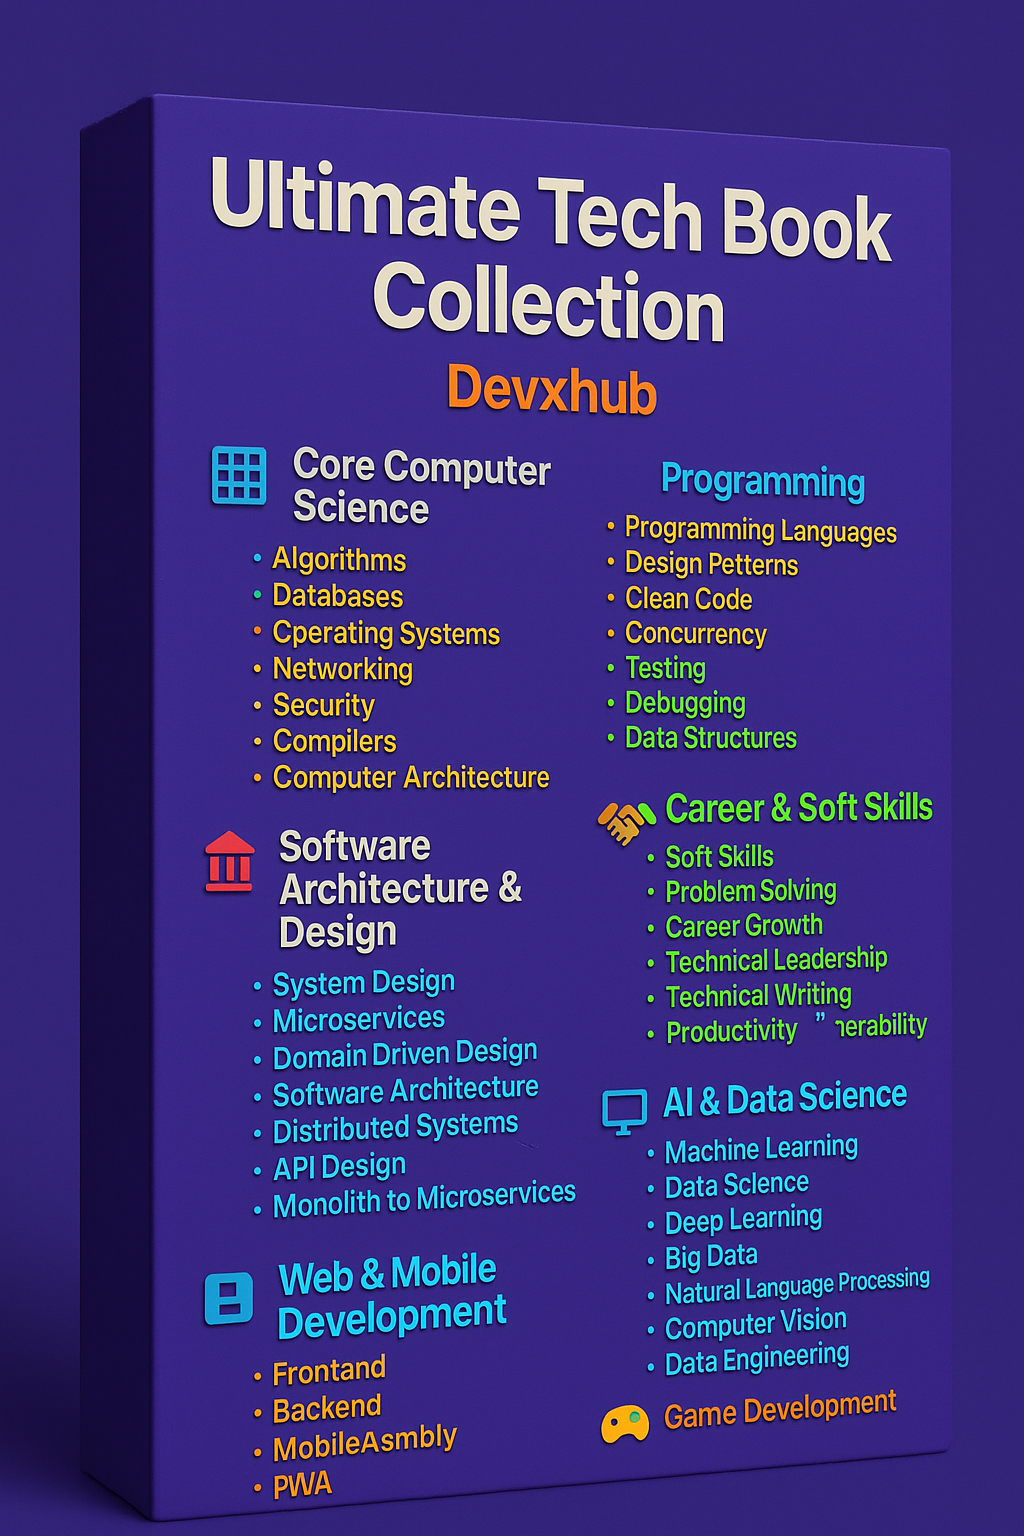 Ultimate Tech Book
Collection
Devxhub
Core Computer
Science
• Algorithms
• Databases
• Cperating Systems
• Networking
• Security
• Compilers
• Computer Architecture
Software
Architecture &
Design
• System Design
• Microservices
• Domain Driven Design
• Software Architecture
• Distributed Systems
• API Design
• Monolith to Microservices
Web & Mobile
Development
• Frontand
• Backend
• MobileAsmbly
• PWA
Programming
• Programming Languages
• Design Petterns
• Clean Code
• Concurrency
• Testing
• Debugging
• Data Structures
Career & Soft Skills
• Soft Skills
• Problem Solving
• Career Growth
• Technical Leadership
• Technical Writing
• Productivity ” nerability
AI & Data Science
• Machine Learning
• Data Sclence
• Deep Learning
• Big Data
• Natural Language Processing
• Computer Vision
• Data Engineering
Game Development